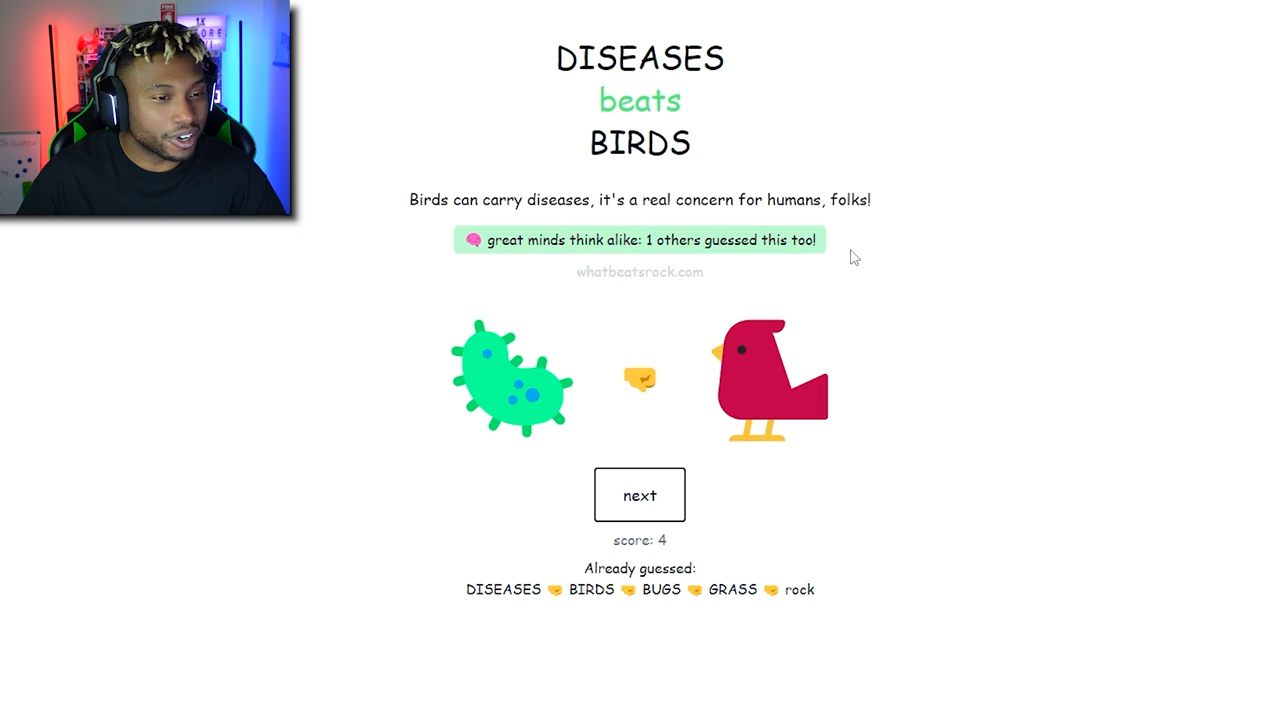 DISEASES
beats
BIRDS
Birds can carry diseases, it's a real concern for humans, folks!
great minds think alike: 1 others guessed this too!
whatbeatsrock.com
next
score: 4
Already guessed:
DISEASES 🤜 BIRDS 🤜 BUGS 🤜 GRASS 🤜 rock